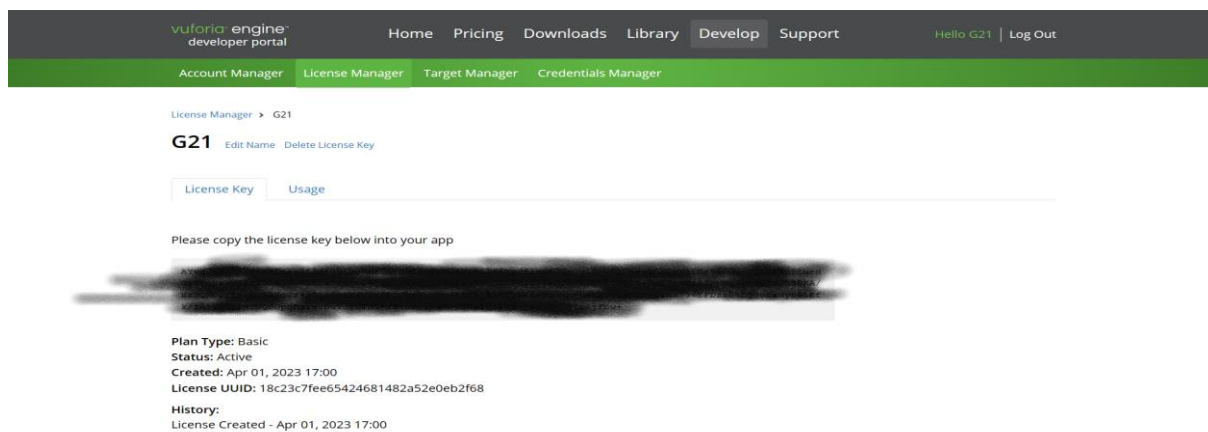 vuforia engine™
developer portal
Home Pricing Downloads Library Develop Support
Hello G21 | Log Out
Account Manager License Manager Target Manager Credentials Manager
License Manager > G21
G21 Edit Name Delete License Key
License Key Usage
Please copy the license key below into your app
Plan Type: Basic
Status: Active
Created: Apr 01, 2023 17:00
License UUID: 18c23c7fee65424681482a52e0eb2f68
History:
License Created - Apr 01, 2023 17:00